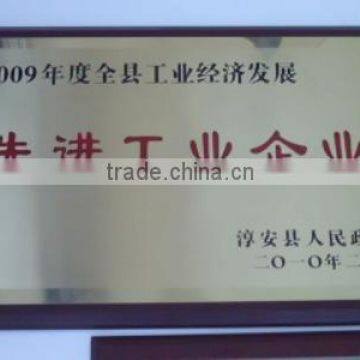 009年度全县工业经济发展
先进工业企业
trade.china.cn
淳安县人民政
二〇一〇年二